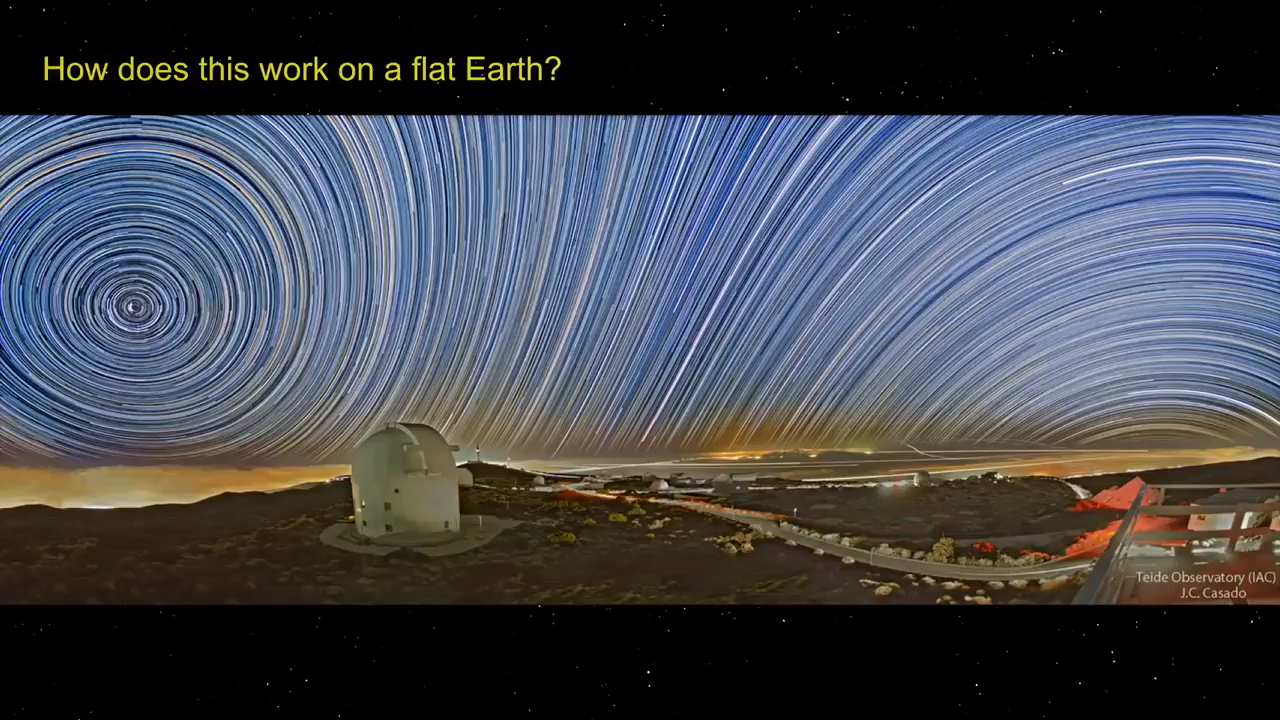 How does this work on a flat Earth?
Teide Observatory (IAC)
J.C. Casado